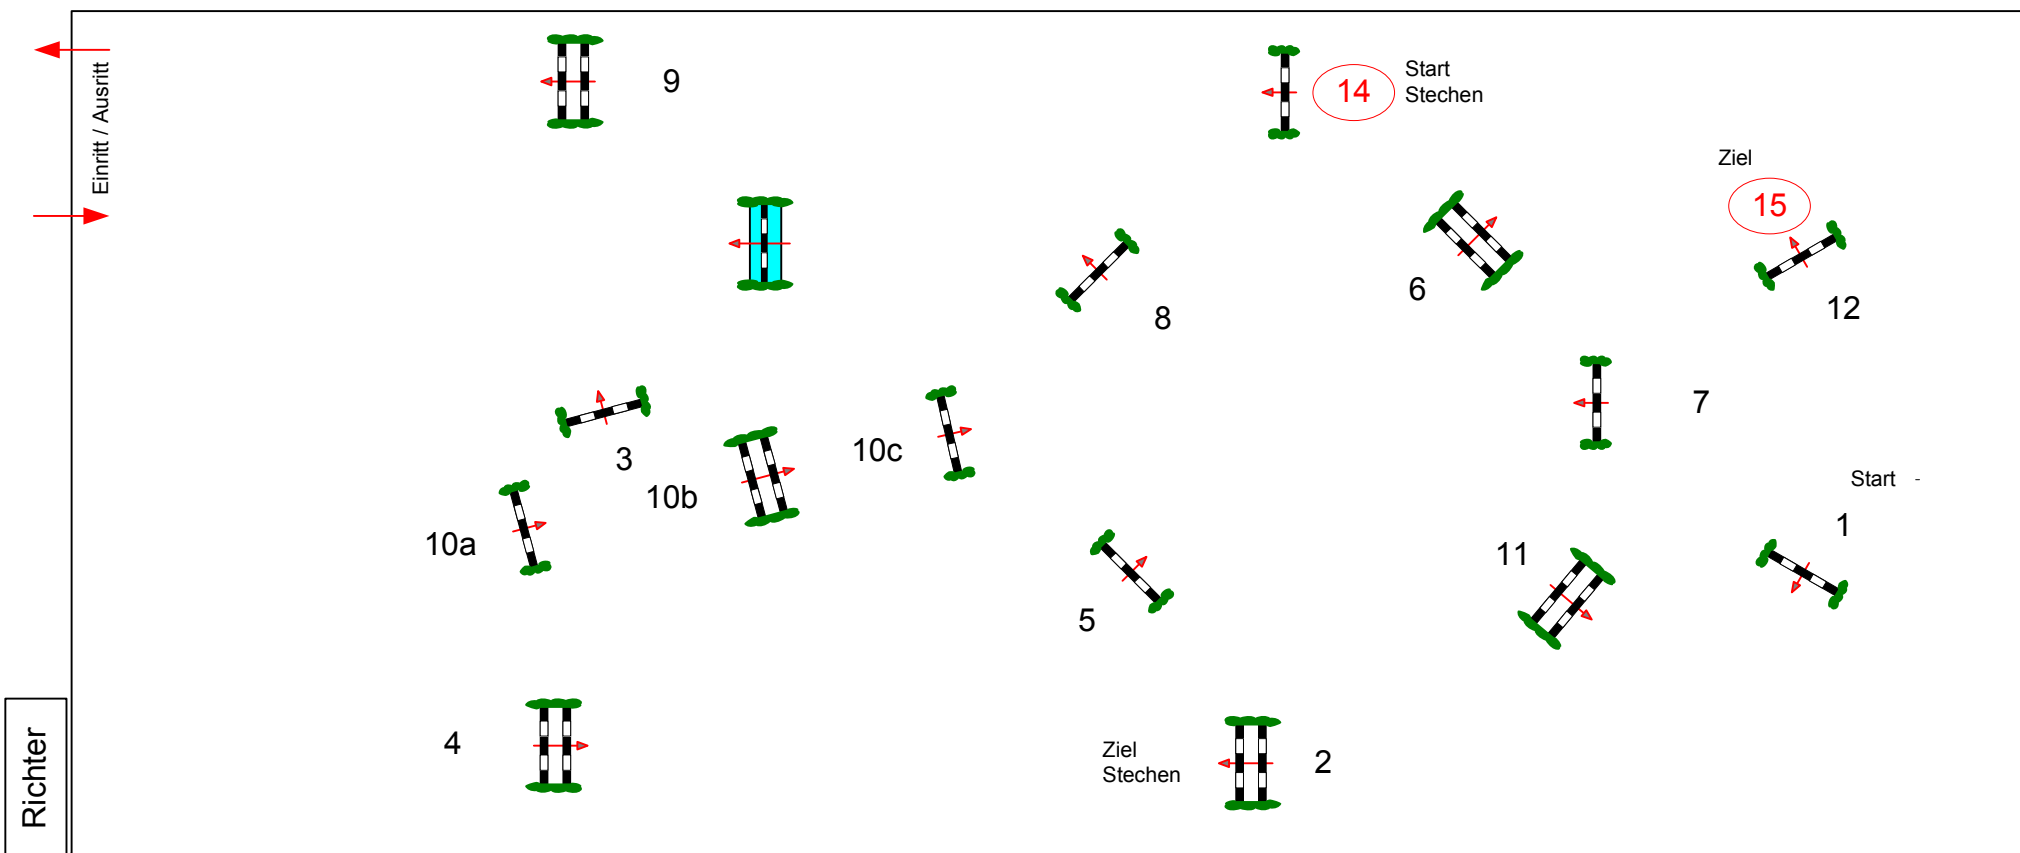 Einritt / Ausritt
9
14
Start
Stechen
Ziel
15
12
6
8
7
3
10c
10b
10a
Start -
1
11
5
4
Ziel
Stechen
2
Richter